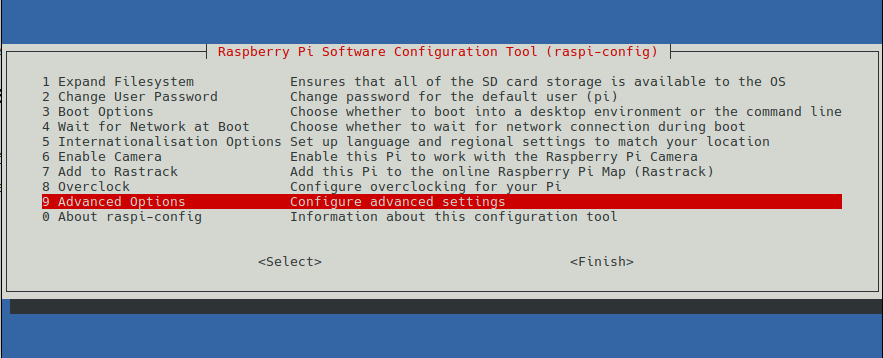 Raspberry Pi Software Configuration Tool (raspi-config)
1 Expand Filesystem Ensures that all of the SD card storage is available to the OS
2 Change User Password Change password for the default user (pi)
3 Boot Options Choose whether to boot into a desktop environment or the command line
4 Wait for Network at Boot Choose whether to wait for network connection during boot
5 Internationalisation Options Set up language and regional settings to match your location
6 Enable Camera Enable this Pi to work with the Raspberry Pi Camera
7 Add to Rastrack Add this Pi to the online Raspberry Pi Map (Rastrack)
8 Overclock Configure overclocking for your Pi
9 Advanced Options Configure advanced settings
0 About raspi-config Information about this configuration tool
<Select> <Finish>